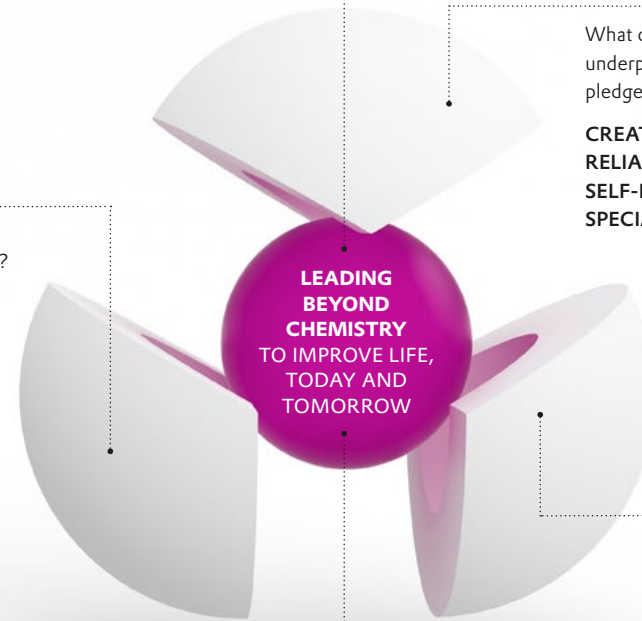 What
underp
pledge
CREAT
RELIA
SELF-
SPECIA
?
LEADING
BEYOND
CHEMISTRY
TO IMPROVE LIFE,
TODAY AND
TOMORROW